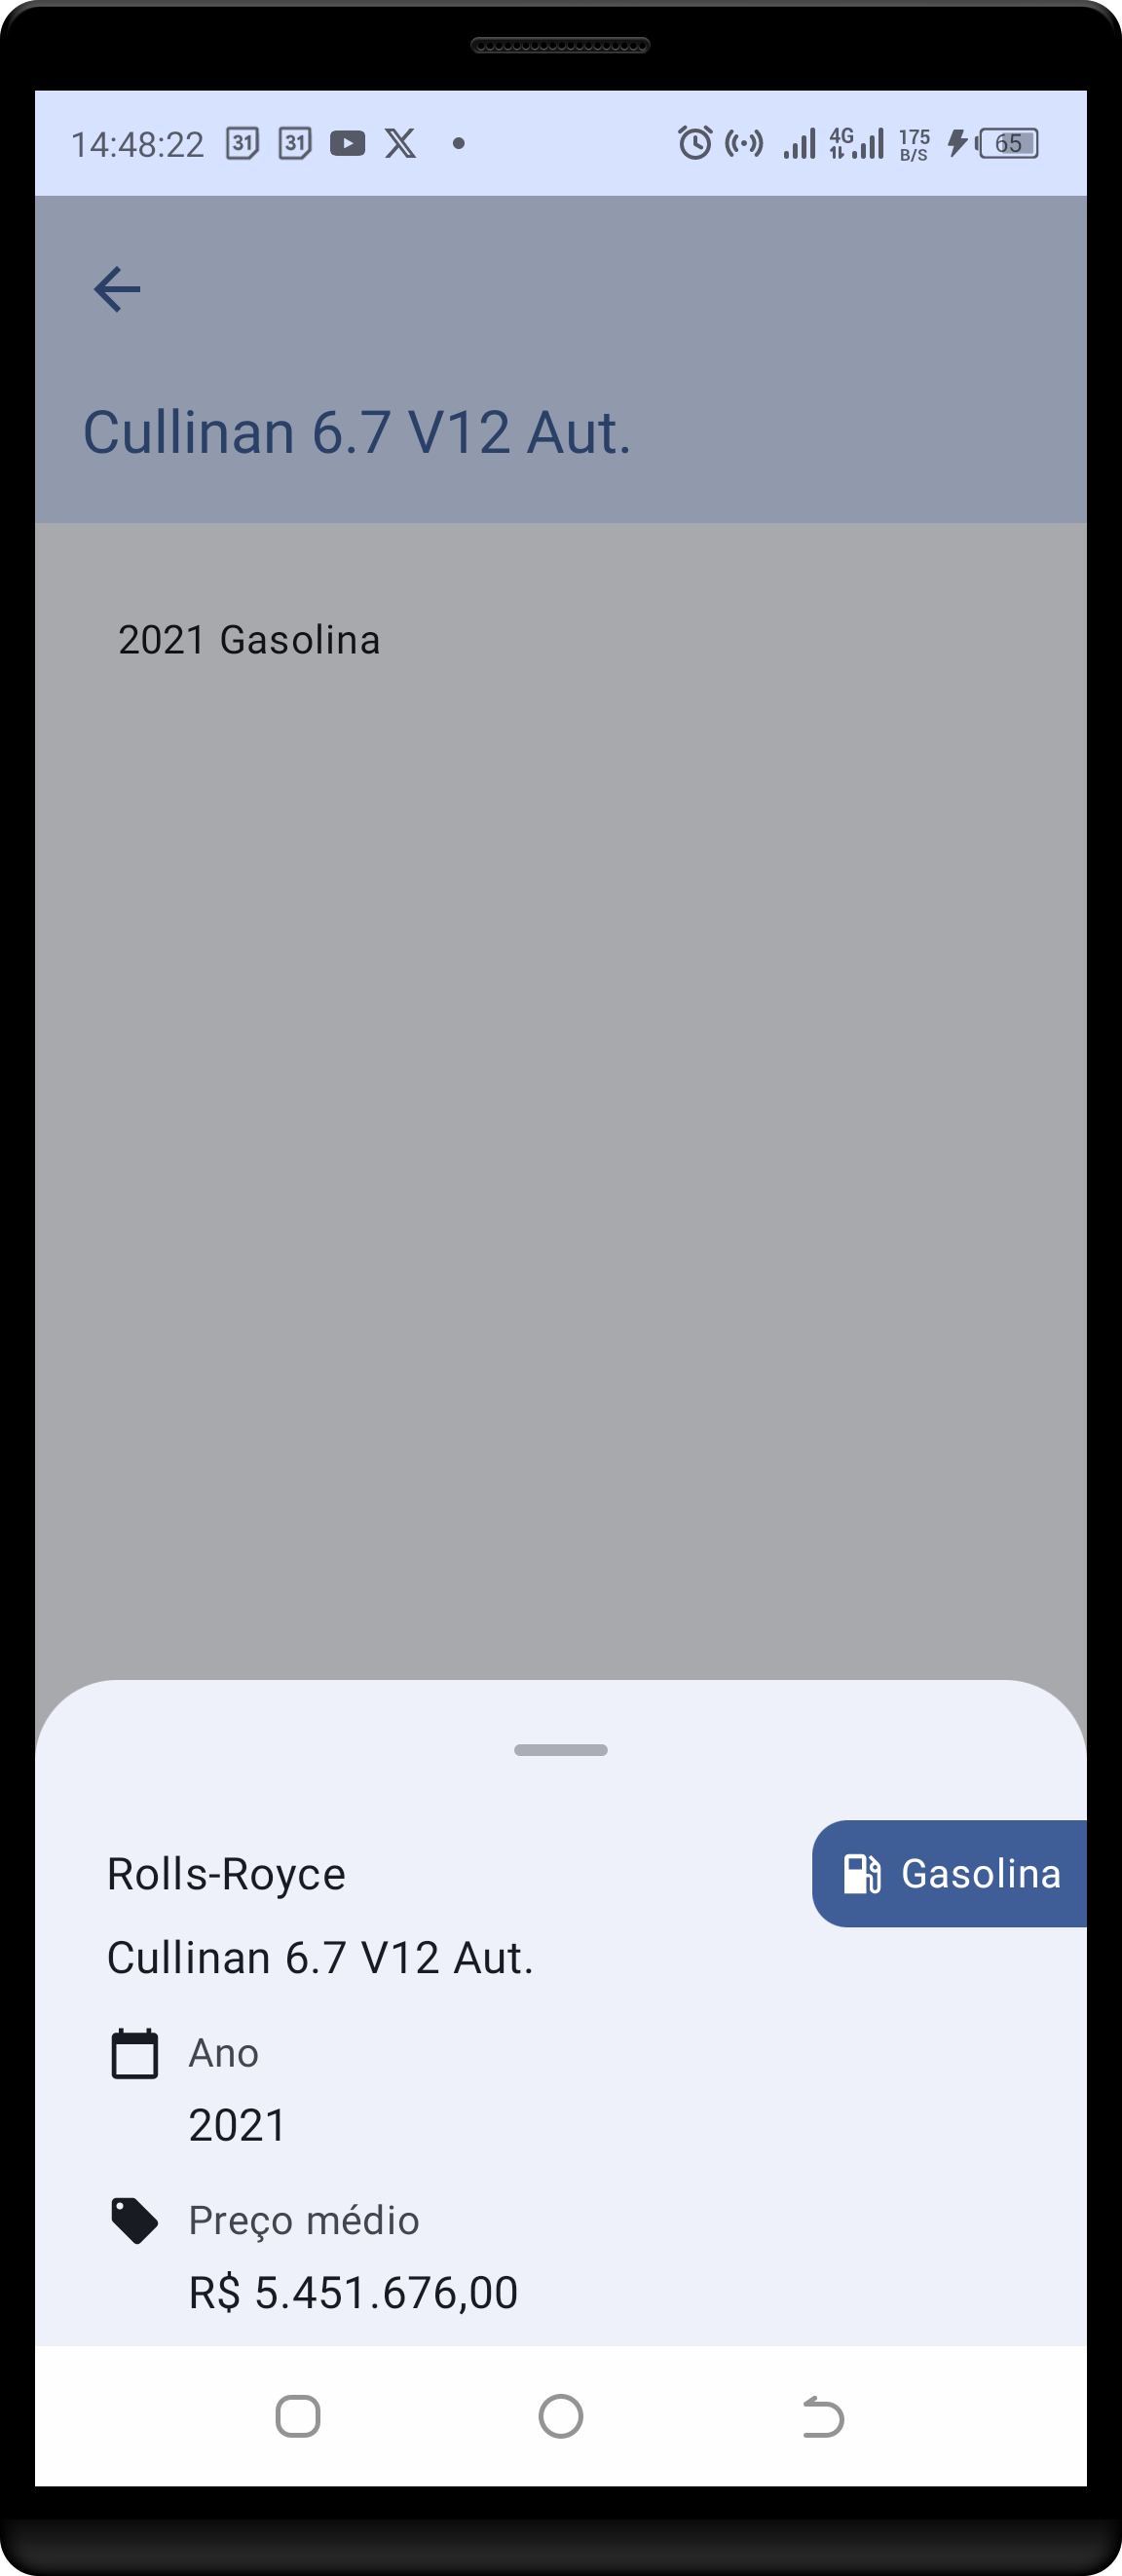 14:48:22 31 31 4G 175 B/S 65
Cullinan 6.7 V12 Aut.
2021 Gasolina
Rolls-Royce
Gasolina
Cullinan 6.7 V12 Aut.
Ano
2021
Preço médio
R$ 5.451.676,00